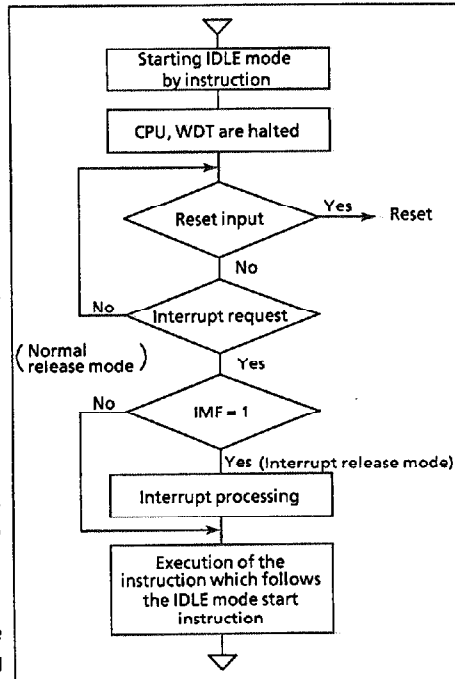 Starting IDLE mode
by instruction
CPU, WDT are halted
Reset input
Yes
Reset
No
No
Interrupt request
(Normal
release mode)
Yes
No
IMF = 1
Yes (Interrupt release mode)
Interrupt processing
Execution of the
instruction which follows
the IDLE mode start
instruction